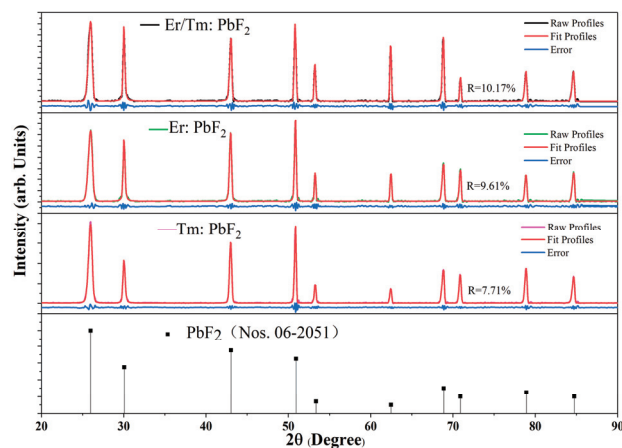 Er/Tm: PbF2
Raw Profiles
Fit Profiles
Error
R=10.17%
Er: PbF2
Raw Profiles
Fit Profiles
Error
R=9.61%
Tm: PbF2
Raw Profiles
Fit Profiles
Error
R=7.71%
PbF2（Nos. 06-2051）
Intensity (arb. Units)
20 30 40 50 60 70 80 90
2θ (Degree)